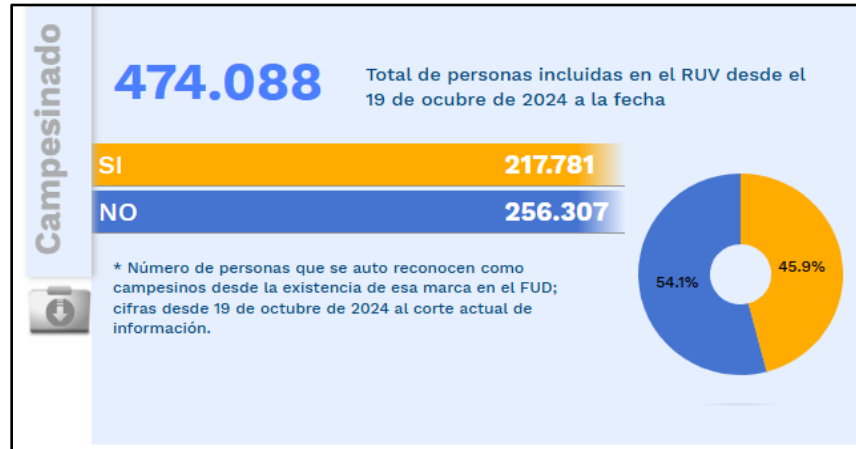 Campesinado
474.088
Total de personas incluidas en el RUV desde el
19 de ocubre de 2024 a la fecha
SI 217.781
NO 256.307
* Número de personas que se auto reconocen como
campesinos desde la existencia de esa marca en el FUD;
cifras desde 19 de octubre de 2024 al corte actual de
información.
54.1%
45.9%